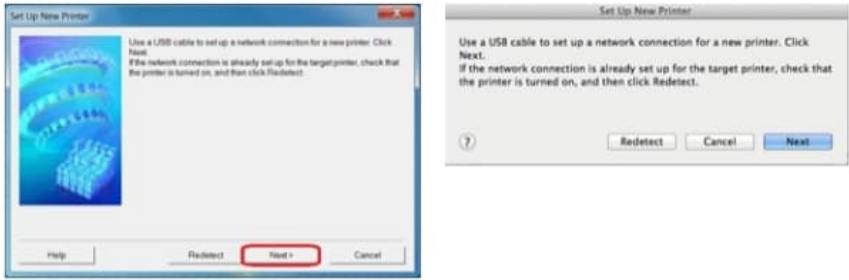 Set Up New Printer
Use a USB cable to set up a network connection for a new printer. Click
Next.
If the network connection is already set up for the target printer, check that
the printer is turned on, and then click Redetect.
Help
Redetect
Next >
Cancel
Set Up New Printer
Use a USB cable to set up a network connection for a new printer. Click
Next.
If the network connection is already set up for the target printer, check that
the printer is turned on, and then click Redetect.
?
Redetect
Cancel
Next